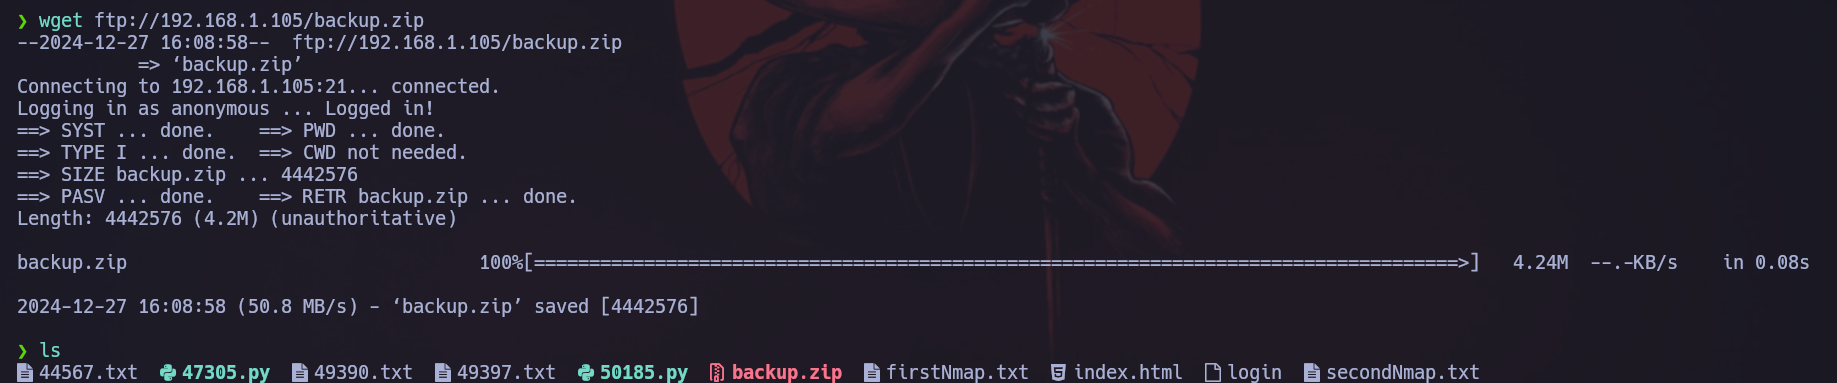 ❯ wget ftp://192.168.1.105/backup.zip
--2024-12-27 16:08:58--  ftp://192.168.1.105/backup.zip
           => ‘backup.zip’
Connecting to 192.168.1.105:21... connected.
Logging in as anonymous ... Logged in!
==> SYST ... done.    ==> PWD ... done.
==> TYPE I ... done.  ==> CWD not needed.
==> SIZE backup.zip ... 4442576
==> PASV ... done.    ==> RETR backup.zip ... done.
Length: 4442576 (4.2M) (unauthoritative)
backup.zip                                100%[====================================================================================>]   4.24M  --.-KB/s    in 0.08s
2024-12-27 16:08:58 (50.8 MB/s) - ‘backup.zip’ saved [4442576]
❯ ls
44567.txt  47305.py  49390.txt  49397.txt  50185.py  backup.zip  firstNmap.txt  index.html  login  secondNmap.txt